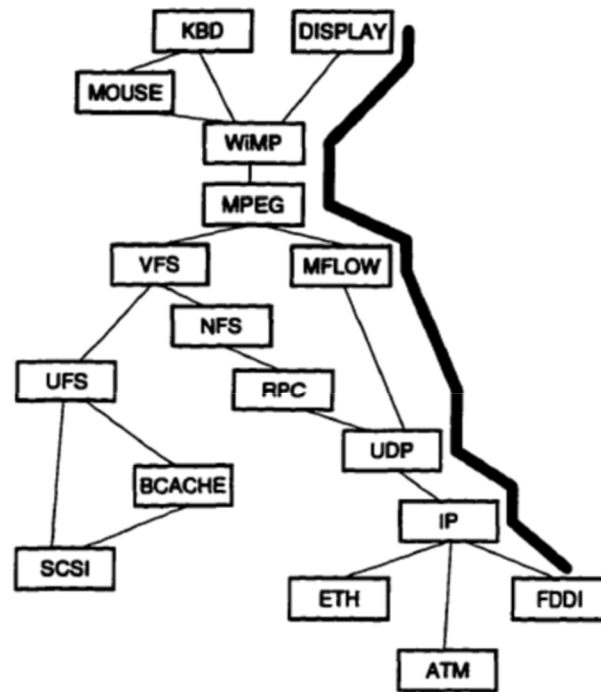 KBD
DISPLAY
MOUSE
WiMP
MPEG
VFS
MFLOW
NFS
UFS
RPC
UDP
BCACHE
IP
SCSI
ETH
FDDI
ATM